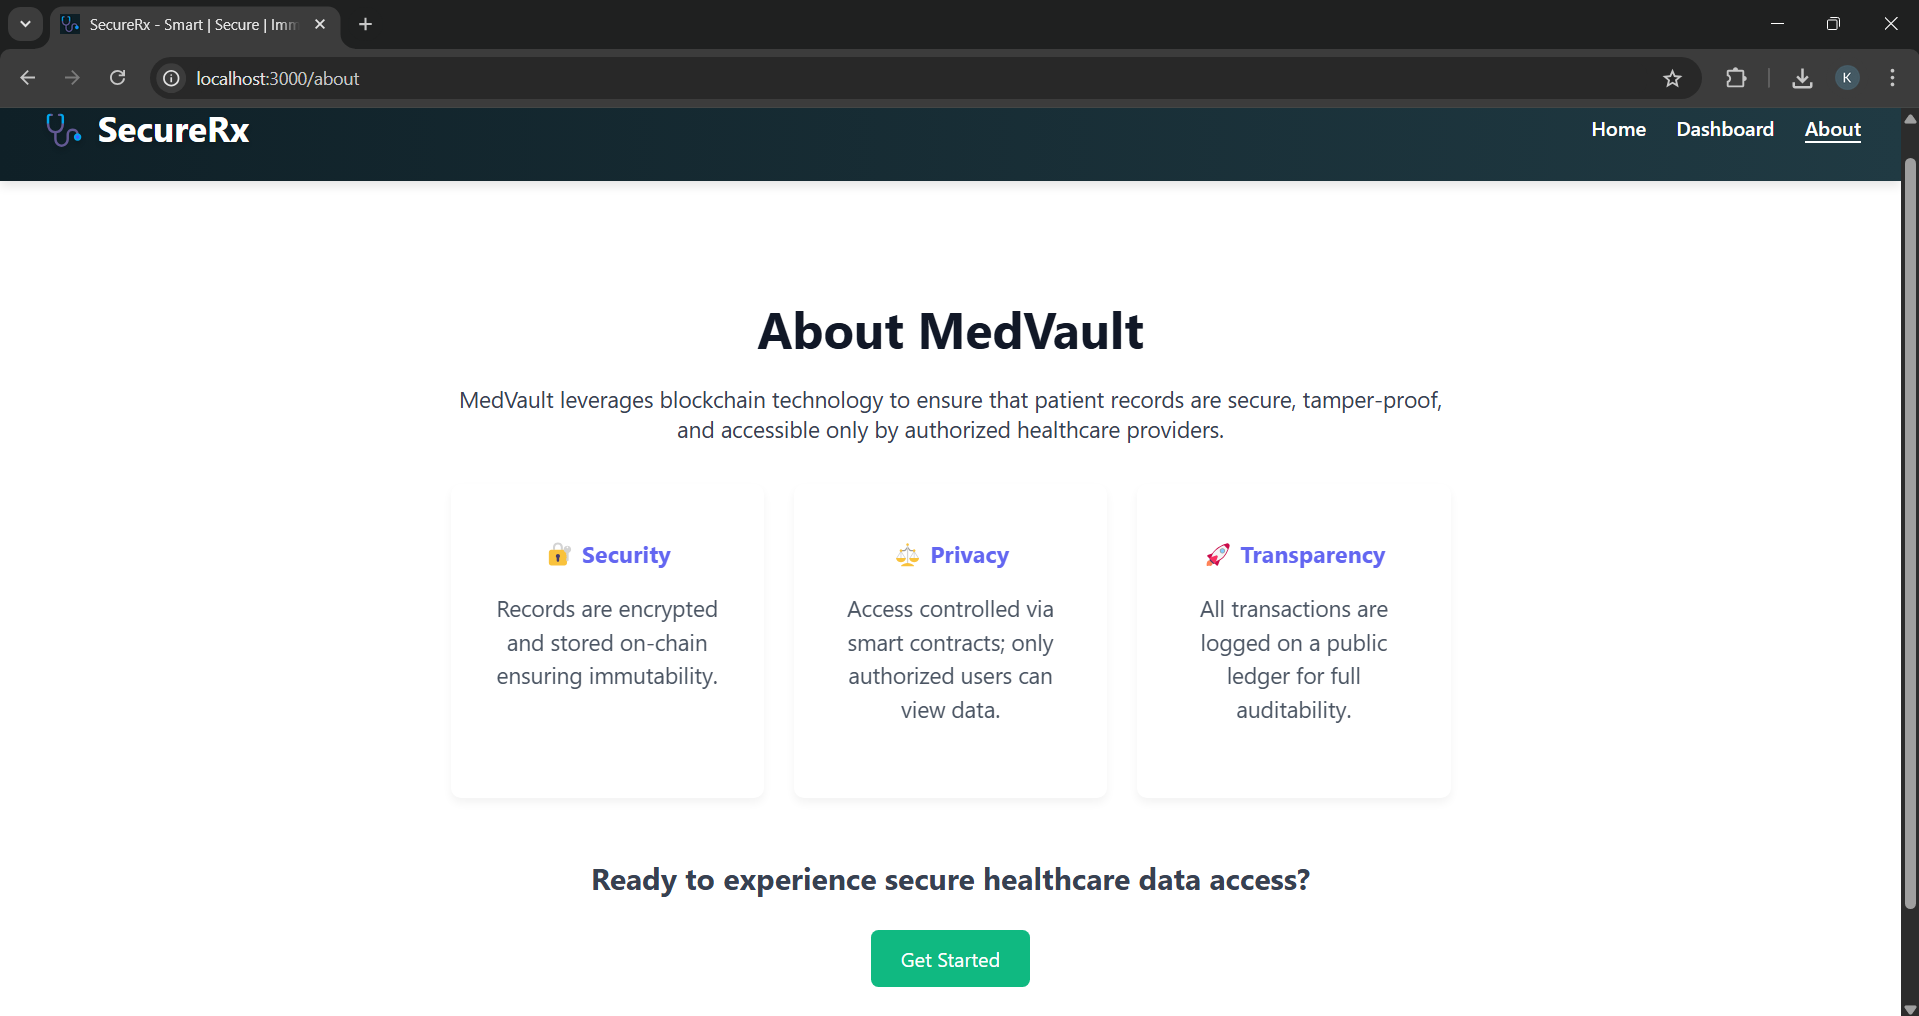 SecureRx - Smart | Secure | Imm
localhost:3000/about
K
SecureRx
Home Dashboard About
About MedVault
MedVault leverages blockchain technology to ensure that patient records are secure, tamper-proof,
and accessible only by authorized healthcare providers.
Security
Records are encrypted
and stored on-chain
ensuring immutability.
Privacy
Access controlled via
smart contracts; only
authorized users can
view data.
Transparency
All transactions are
logged on a public
ledger for full
auditability.
Ready to experience secure healthcare data access?
Get Started